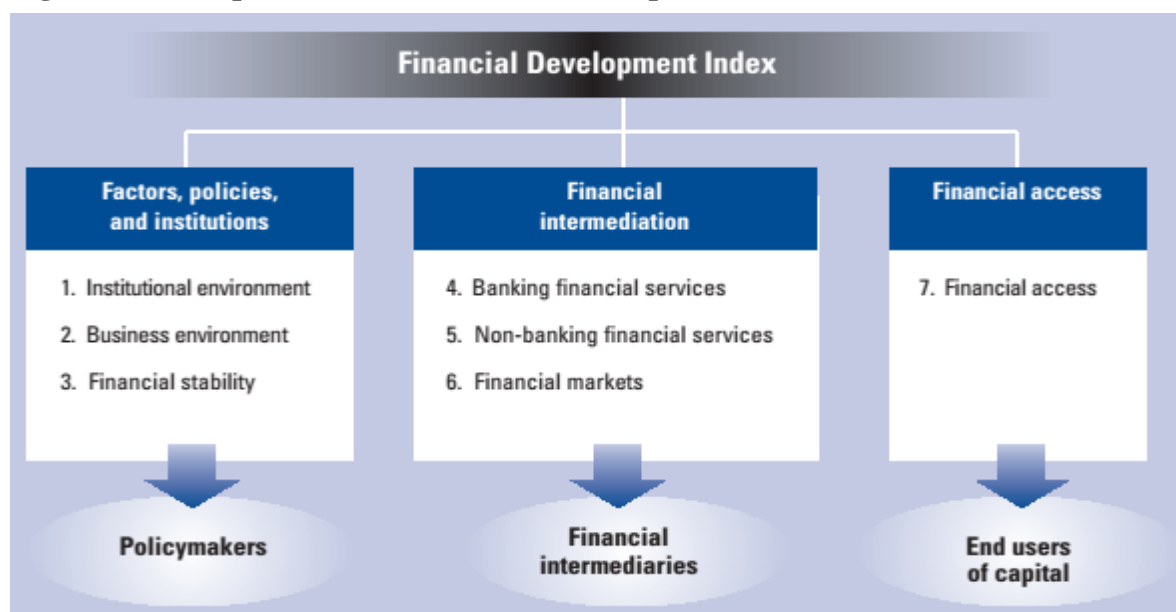 Financial Development Index
Factors, policies,
and institutions
1. Institutional environment
2. Business environment
3. Financial stability
Policymakers
Financial
intermediation
4. Banking financial services
5. Non-banking financial services
6. Financial markets
Financial
intermediaries
Financial access
7. Financial access
End users
of capital